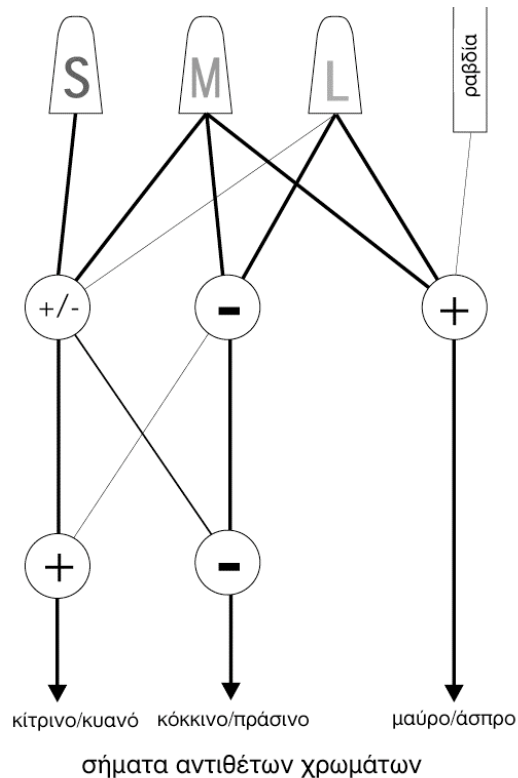 S M L ραβδία
+/- - +
+ -
κίτρινο/κυανό κόκκινο/πράσινο μαύρο/άσπρο
σήματα αντιθέτων χρωμάτων